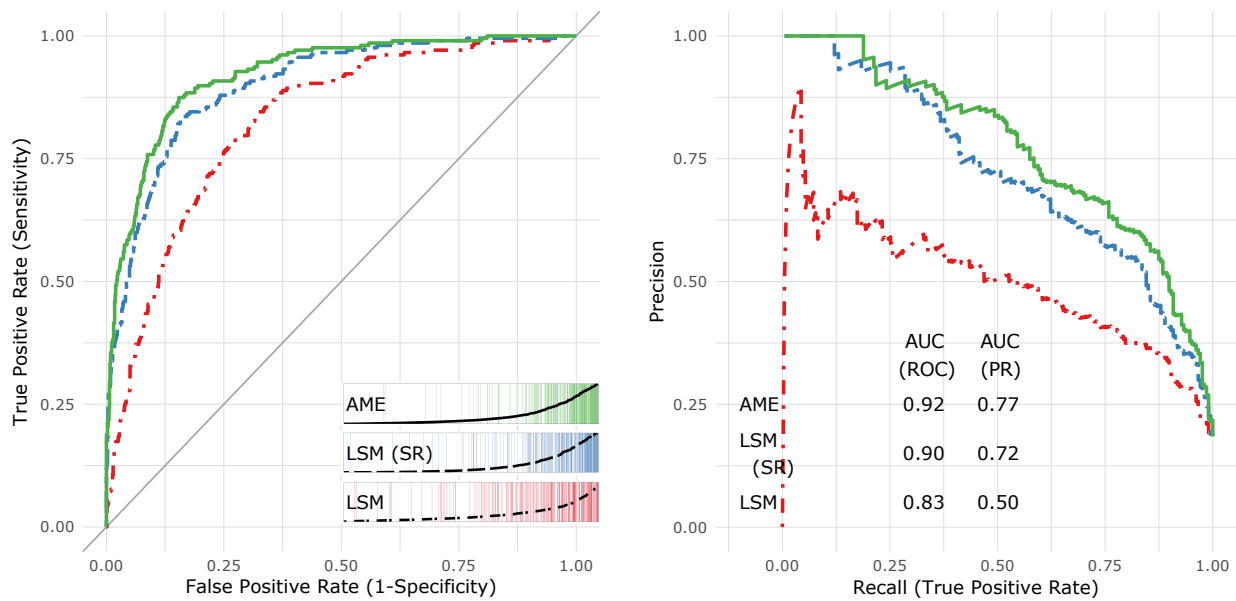 1.00
0.75
0.50
0.25
0.00
True Positive Rate (Sensitivity)
AME
LSM (SR)
LSM
0.00 0.25 0.50 0.75 1.00
False Positive Rate (1-Specificity)
1.00
0.75
0.50
0.25
0.00
Precision
AUC AUC
(ROC) (PR)
AME 0.92 0.77
LSM
(SR) 0.90 0.72
LSM 0.83 0.50
0.00 0.25 0.50 0.75 1.00
Recall (True Positive Rate)